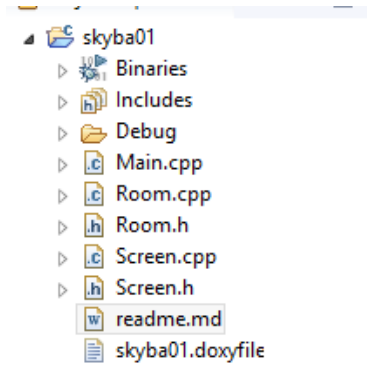 skyba01
Binaries
Includes
Debug
Main.cpp
Room.cpp
Room.h
Screen.cpp
Screen.h
readme.md
skyba01.doxyfile